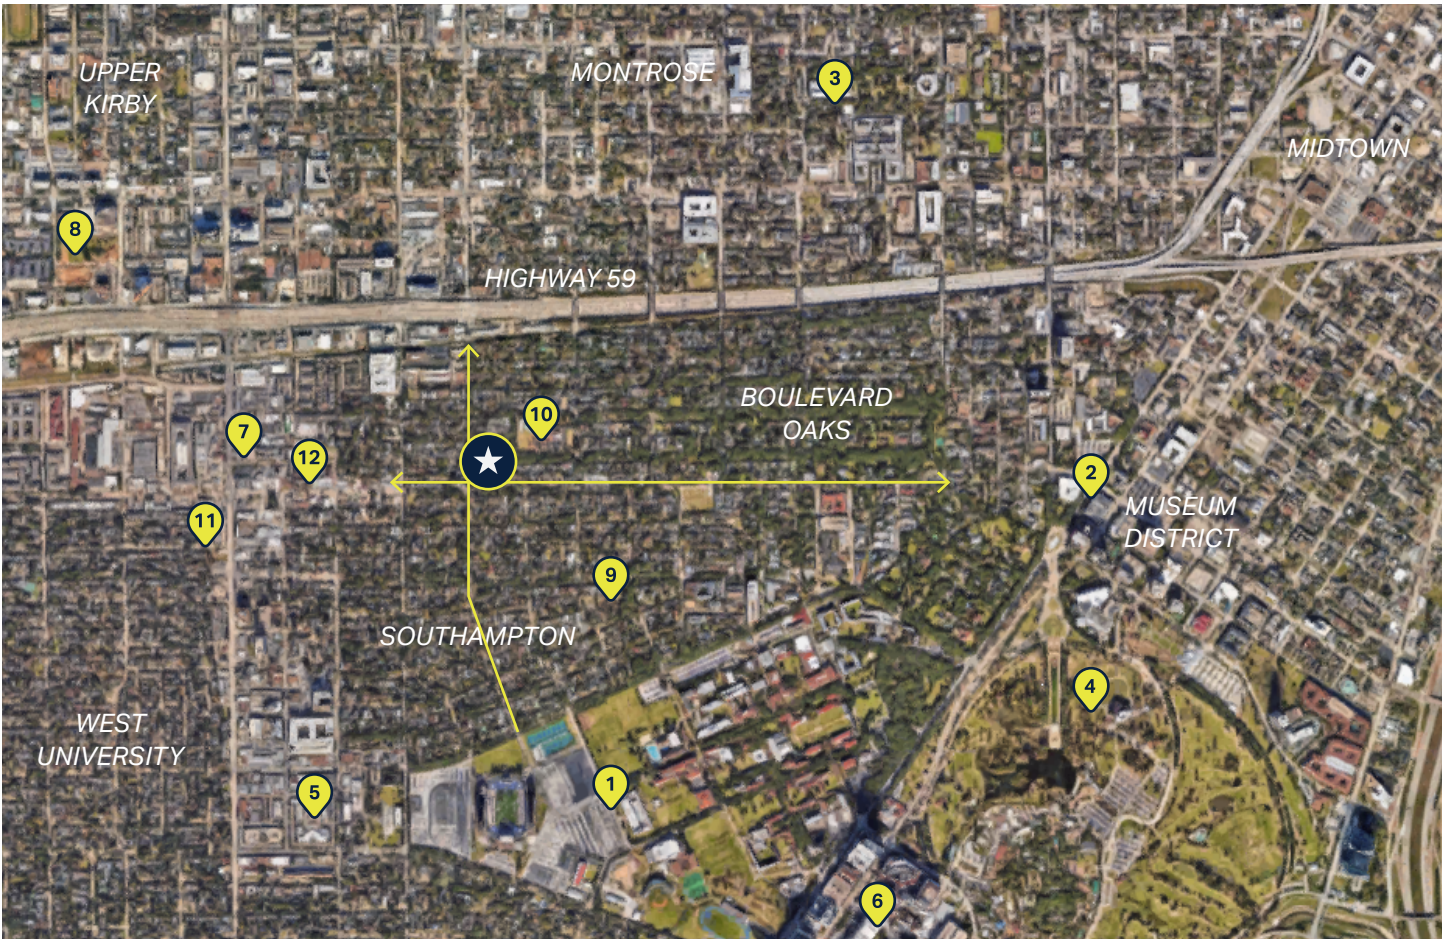 UPPER
KIRBY
MONTROSE
3
MIDTOWN
8
HIGHWAY 59
BOULEVARD
OAKS
10
7
12
2
MUSEUM
DISTRICT
11
9
SOUTHAMPTON
4
WEST
UNIVERSITY
5
1
6